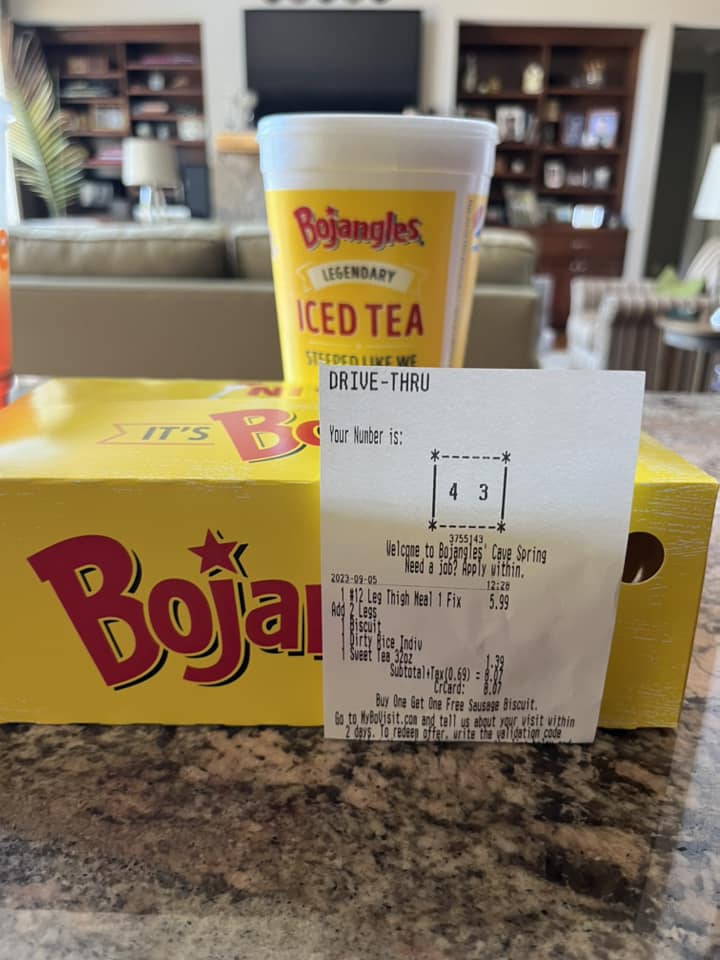 Bojangles
LEGENDARY
ICED TEA
STEEPED LIKE WE
IT'S Bo
Boja
DRIVE-THRU
Your Number is:
*------*
4 3
*------*
3755143
Welcome to Bojangles' Cave Spring
Need a job? Apply within.
2023-09-05 12:28
1 #12 Leg Thigh Meal 1 Fix 5.99
Add 2 Legs
1 Biscuit
1 Dirty Rice Indiv
1 Sweet Tea 32oz 1.39
Subtotal+Tax(0.69) = 8.07
CrCard: 8.07
Buy One Get One Free Sausage Biscuit.
Go to MyBoVisit.com and tell us about your visit within
2 days. To redeem offer, write the validation code